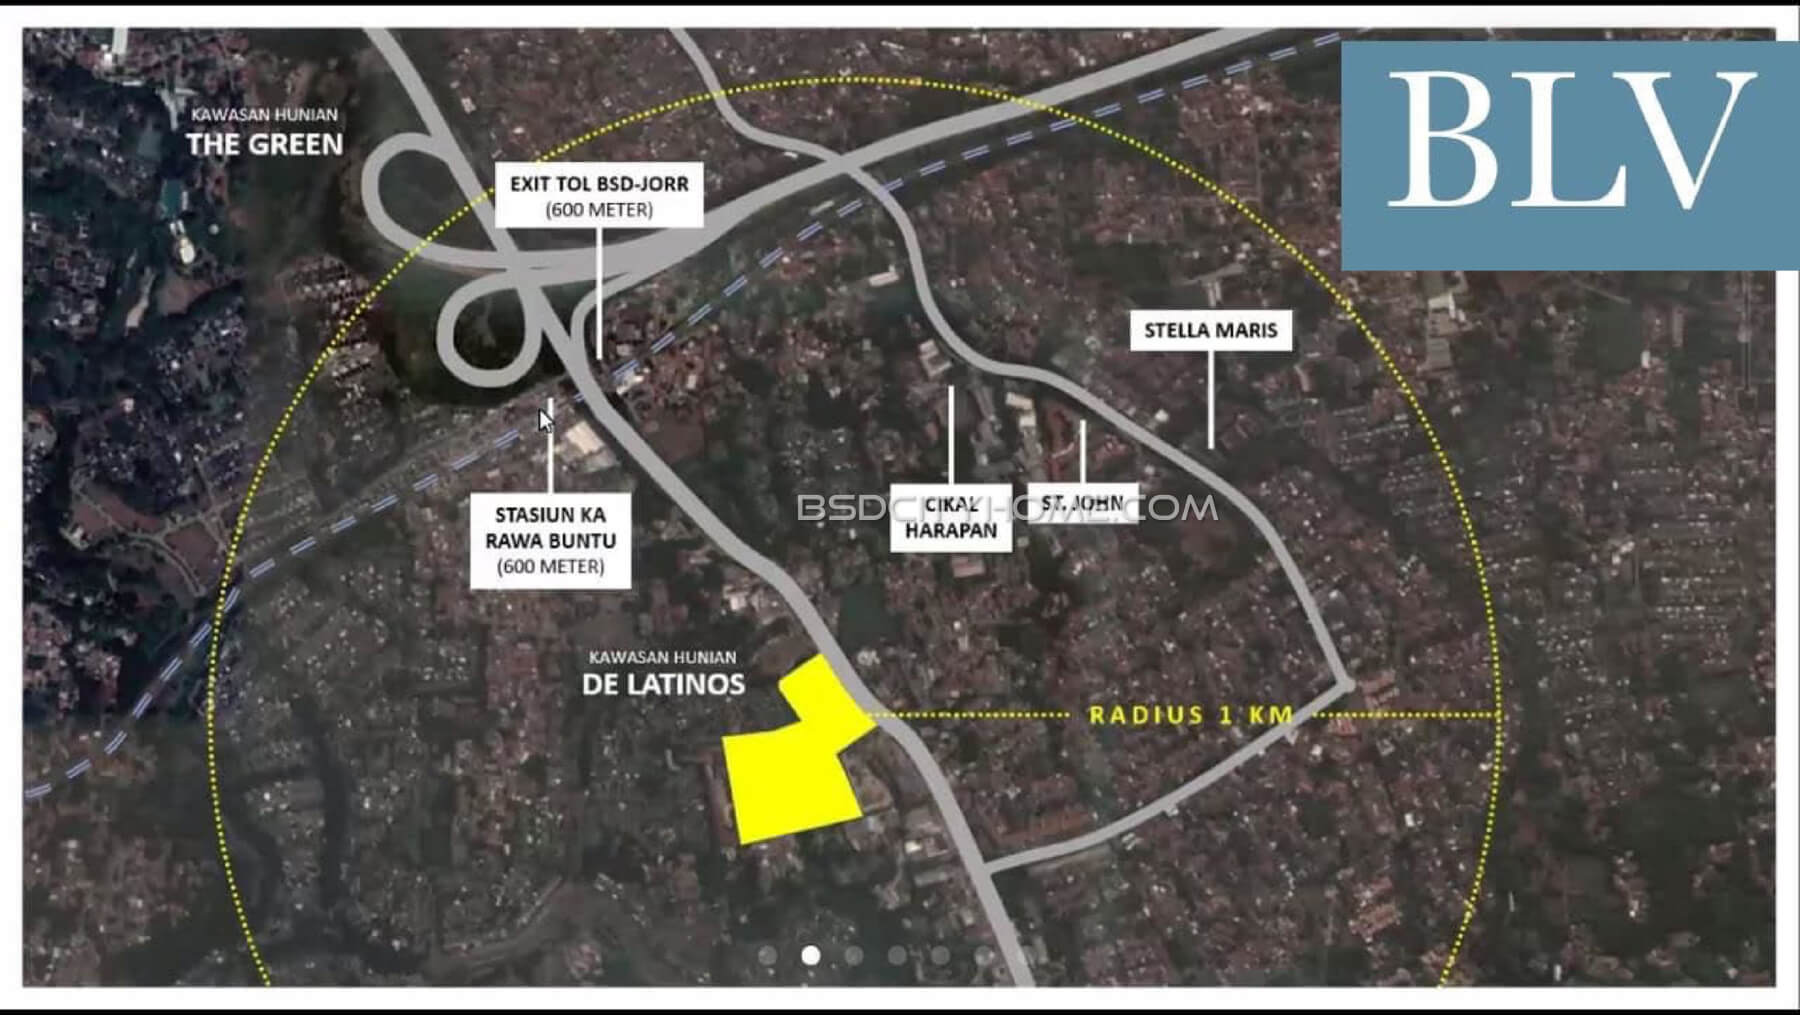 BLV
KAWASAN HUNIAN
THE GREEN
EXIT TOL BSD-JORR
(600 METER)
STELLA MARIS
STASIUN KA
RAWA BUNTU
(600 METER)
CIKAL
HARAPAN
ST. JOHN
BSDCITYHOME.COM
KAWASAN HUNIAN
DE LATINOS
RADIUS 1 KM